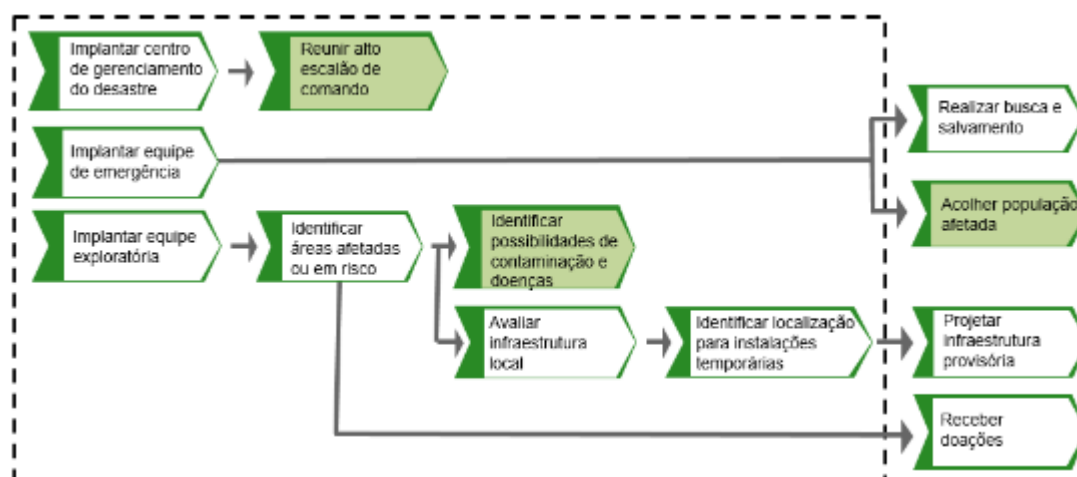 Implantar centro
de gerenciamento
do desastre
Reunir alto
escalão de
comando
Realizar busca e
salvamento
Implantar equipe
de emergência
Acolher população
afetada
Implantar equipe
exploratória
Identificar
áreas afetadas
ou em risco
Identificar
possibilidades de
contaminação e
doenças
Avaliar
infraestrutura
local
Identificar localização
para instalações
temporárias
Projetar
infraestrutura
provisória
Receber
doações